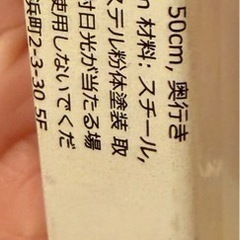 50cm, 奥行き
m 材料: スチール,
ステル粉体塗装 取
射日光が当たる場
使用しないでくだ
浜町2-3-30 5F